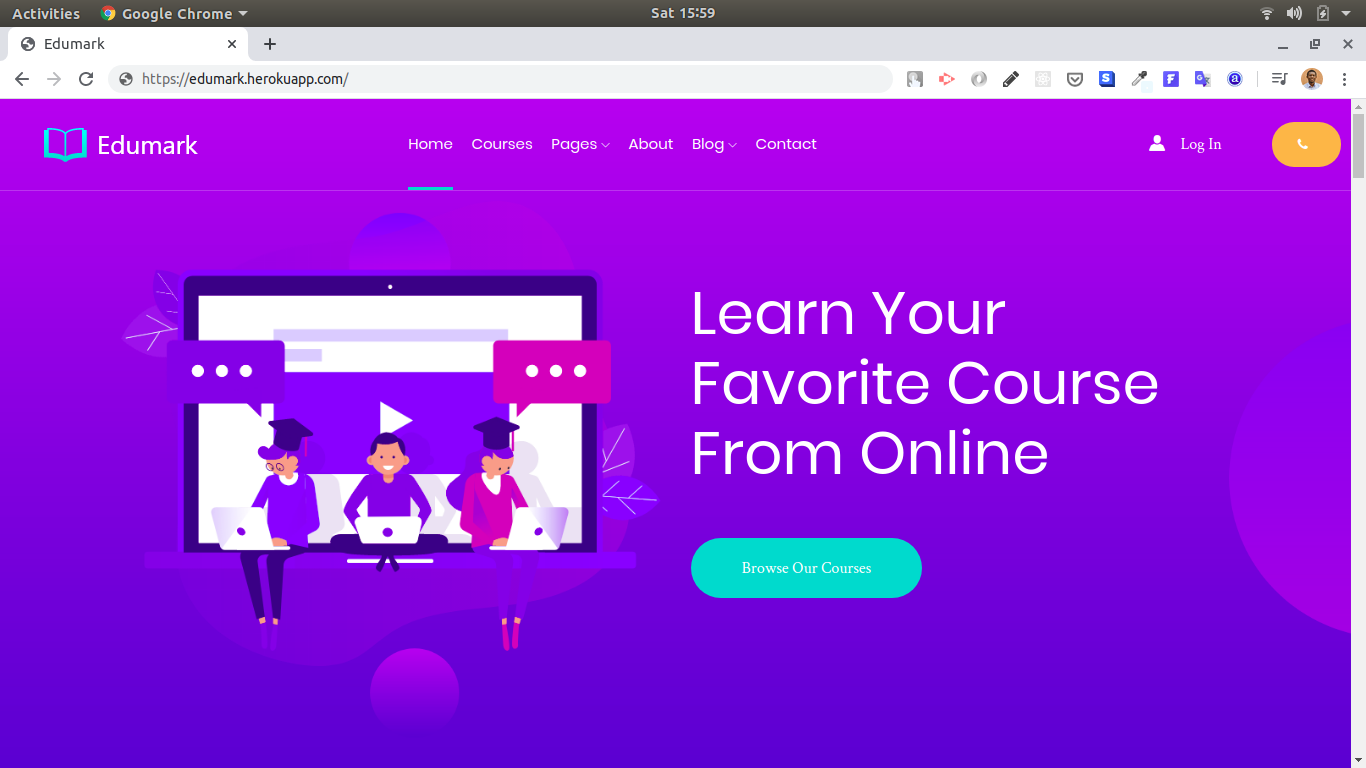 Activities
Google Chrome
Sat 15:59
Edumark
https://edumark.herokuapp.com/
Edumark
Home
Courses
Pages
About
Blog
Contact
Log In
Learn Your
Favorite Course
From Online
Browse Our Courses